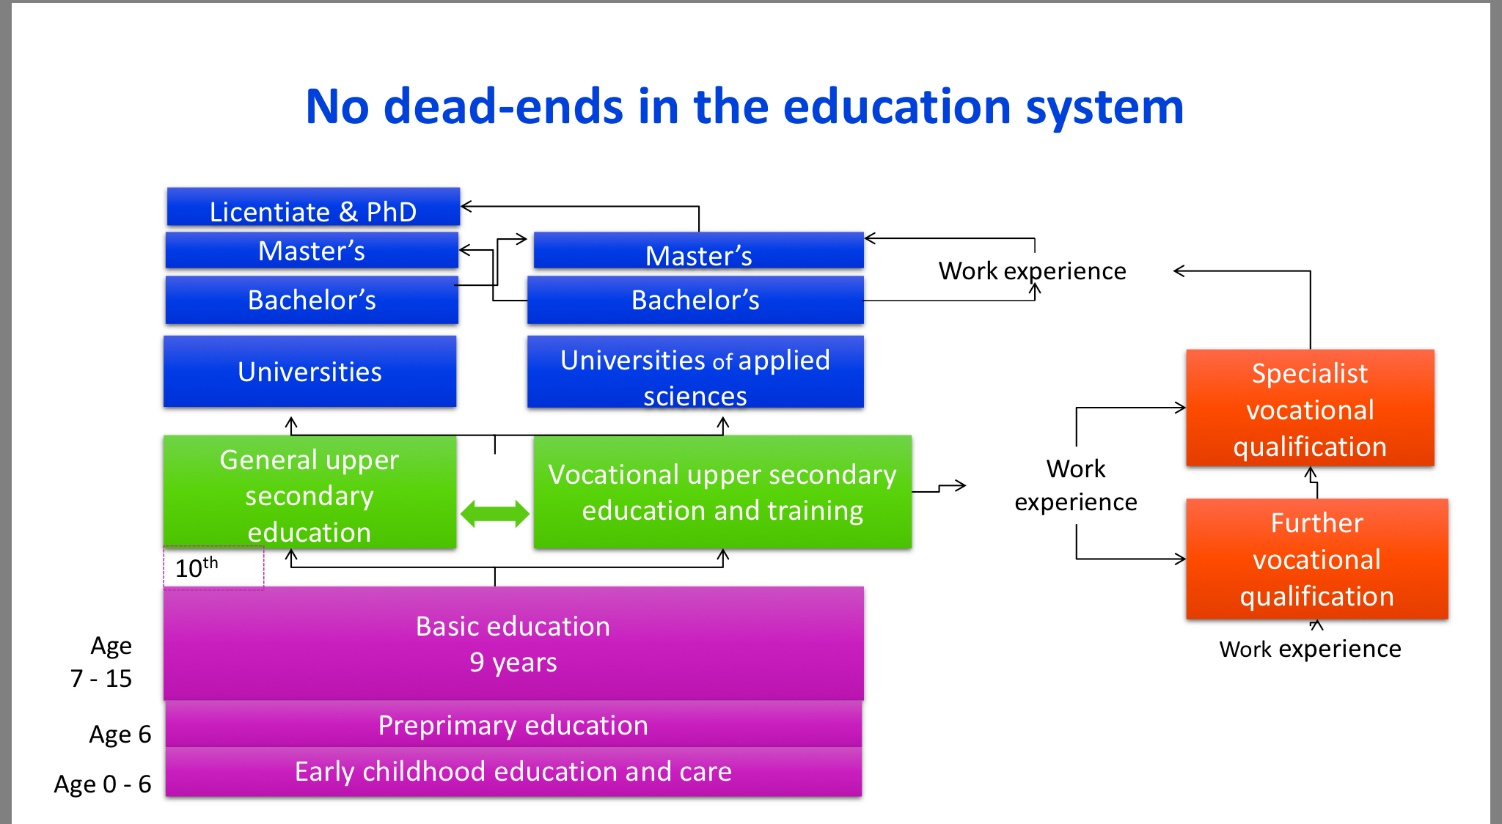 No dead-ends in the education system
Licentiate & PhD
Master's
Master's
Bachelor's
Bachelor's
Work experience
Universities
Universities of applied
sciences
Specialist
vocational
qualification
General upper
secondary
education
Vocational upper secondary
education and training
Work
experience
Further
vocational
qualification
Work experience
10th
Basic education
9 years
Age
7 - 15
Preprimary education
Age 6
Early childhood education and care
Age 0 - 6